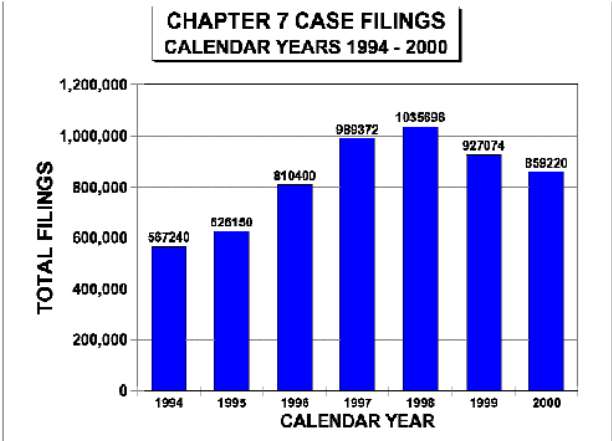 CHAPTER 7 CASE FILINGS
CALENDAR YEARS 1994 - 2000
TOTAL FILINGS
1,200,000
1,000,000
800,000
600,000
400,000
200,000
0
567240
626150
810400
989372
1035696
927074
859220
1994 1995 1996 1997 1998 1999 2000
CALENDAR YEAR